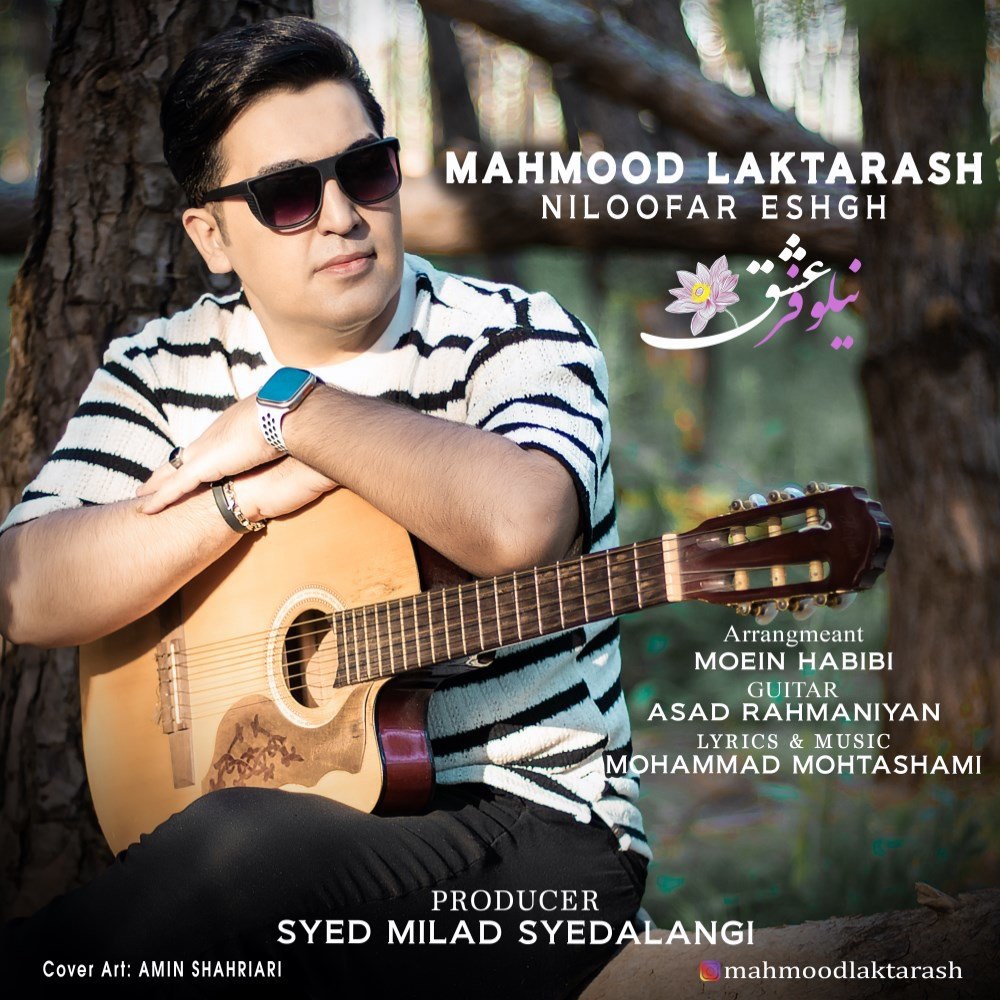 MAHMOOD LAKTARASH
NILOOFAR ESHGH
نیلوفر عشق
Arrangmeant
MOEIN HABIBI
GUITAR
ASAD RAHMANIYAN
LYRICS & MUSIC
MOHAMMAD MOHTASHAMI
PRODUCER
SYED MILAD SYEDALANGI
Cover Art: AMIN SHAHRIARI
mahmoodlaktarash